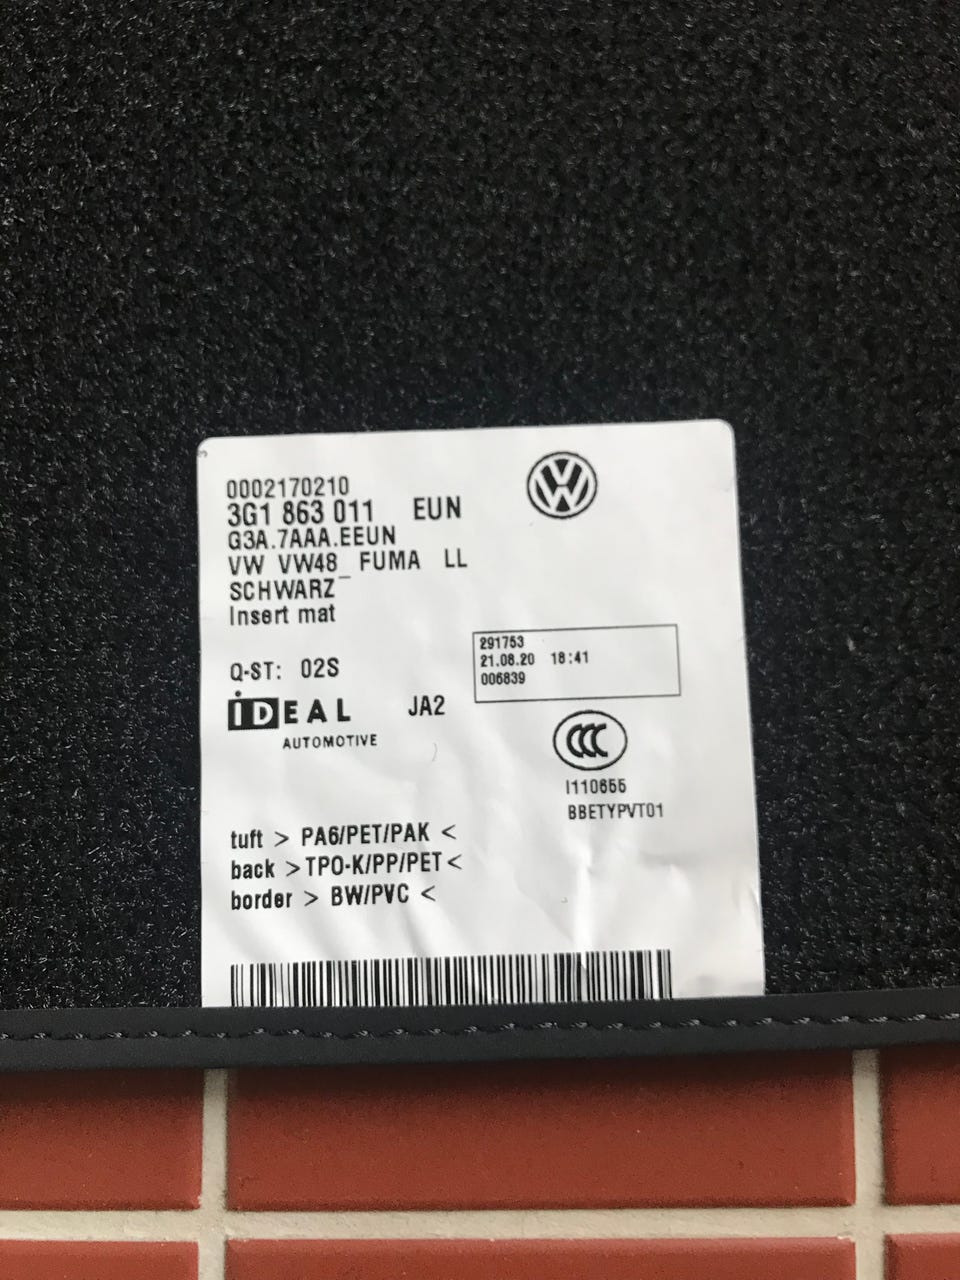 0002170210
3G1 863 011 EUN
G3A.7AAA.EEUN
VW VW48_FUMA LL
SCHWARZ
Insert mat
291753
21.08.20 18:41
006839
Q-ST: 02S
iDEAL JA2
AUTOMOTIVE
CCC
I110655
BBETYPVT01
tuft > PA6/PET/PAK <
back >TPO-K/PP/PET<
border > BW/PVC <